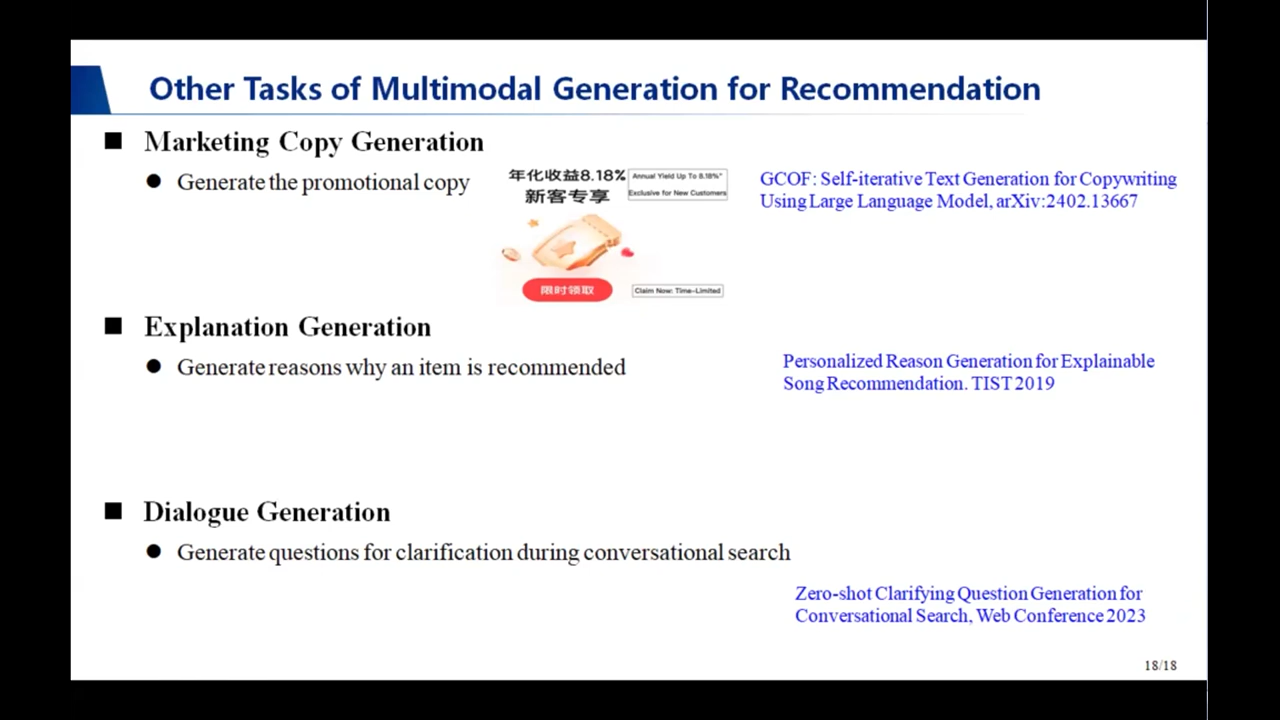 Other Tasks of Multimodal Generation for Recommendation
Marketing Copy Generation
Generate the promotional copy
年化收益8.18%
新客专享
Annual Yield Up To 8.18%"
Exclusive for New Customers
限时领取
Claim Now: Time-Limited
GCOF: Self-iterative Text Generation for Copywriting
Using Large Language Model, arXiv:2402.13667
Explanation Generation
Generate reasons why an item is recommended
Personalized Reason Generation for Explainable
Song Recommendation. TIST 2019
Dialogue Generation
Generate questions for clarification during conversational search
Zero-shot Clarifying Question Generation for
Conversational Search, Web Conference 2023
18/18